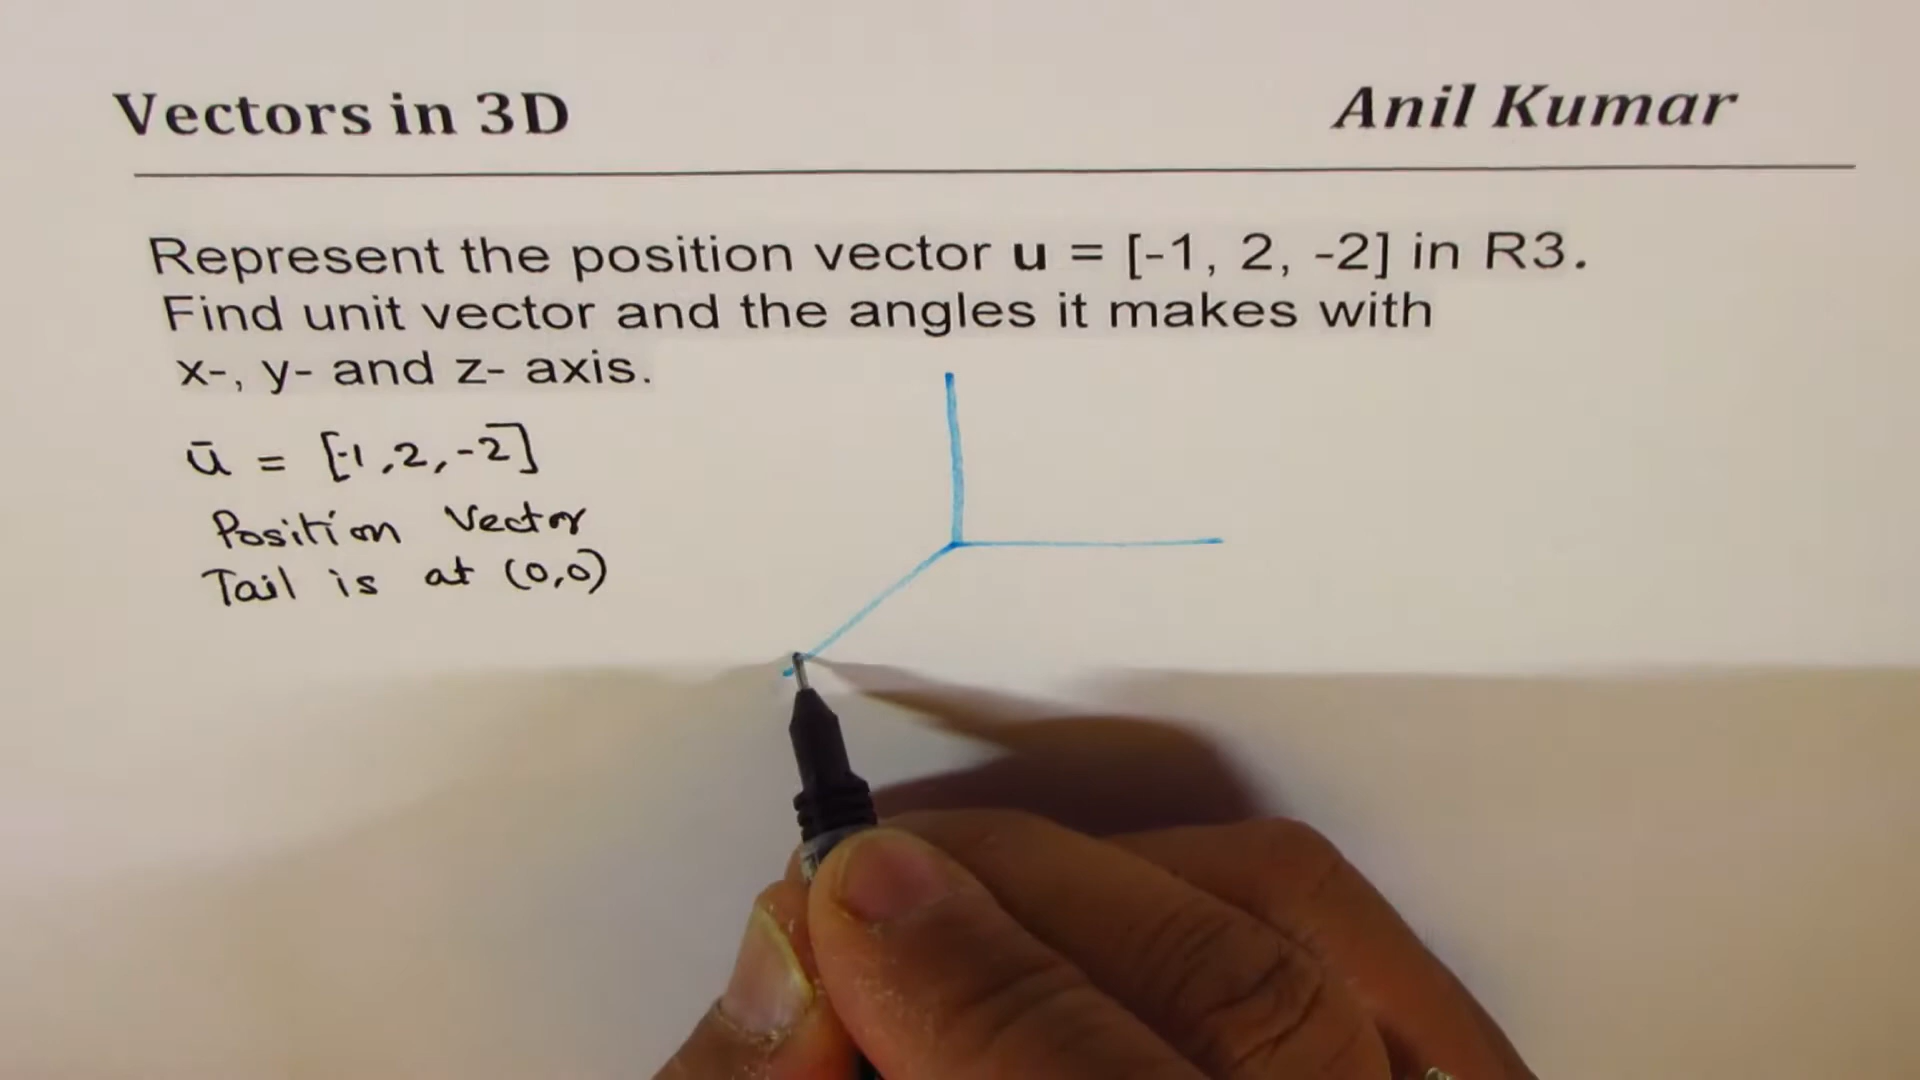 Vectors in 3D
Anil Kumar
Represent the position vector u = [-1, 2, -2] in R3.
Find unit vector and the angles it makes with
x-, y- and z- axis.
ū = [-1,2,-2]
Position Vector
Tail is at (0,0)